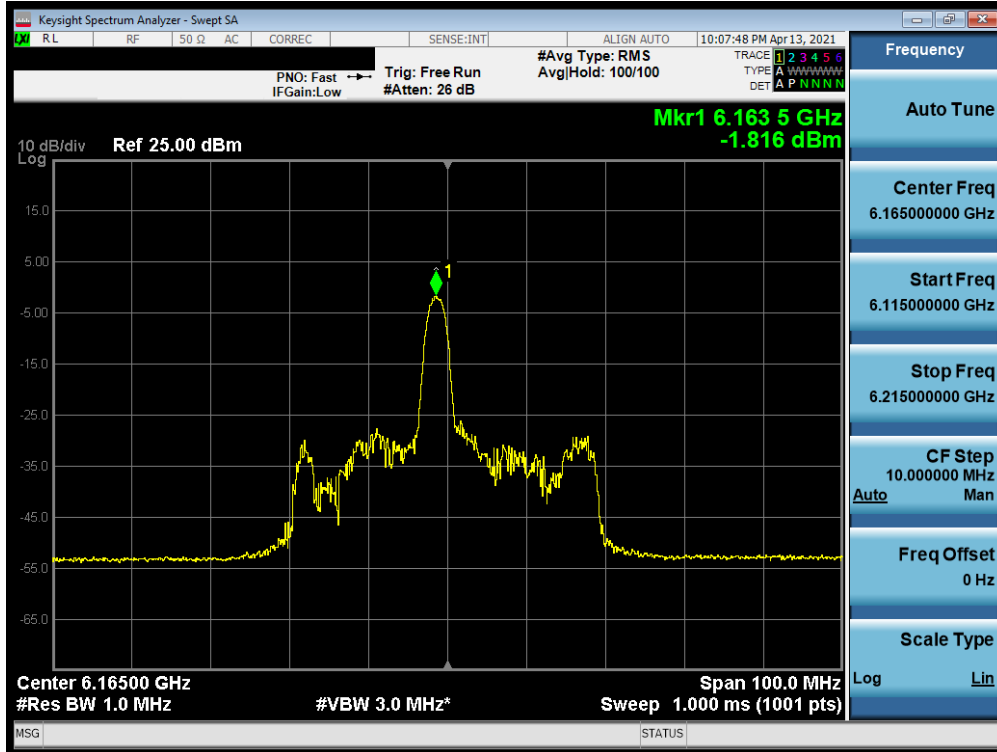 Keysight Spectrum Analyzer - Swept SA
LXI RL RF 50 Ω AC CORREC SENSE:INT ALIGN AUTO 10:07:48 PM Apr 13, 2021
PNO: Fast Trig: Free Run #Avg Type: RMS TRACE 1 2 3 4 5 6
IFGain:Low #Atten: 26 dB Avg|Hold: 100/100 TYPE A WWWWW
DET A P N N N N
Mkr1 6.163 5 GHz
-1.816 dBm
10 dB/div Ref 25.00 dBm
Log
15.0
5.00
1
-5.00
-15.0
-25.0
-35.0
-45.0
-55.0
-65.0
Center 6.16500 GHz Span 100.0 MHz
#Res BW 1.0 MHz #VBW 3.0 MHz* Sweep 1.000 ms (1001 pts)
MSG STATUS
Frequency
Auto Tune
Center Freq
6.165000000 GHz
Start Freq
6.115000000 GHz
Stop Freq
6.215000000 GHz
CF Step
10.000000 MHz
Auto Man
Freq Offset
0 Hz
Scale Type
Log Lin